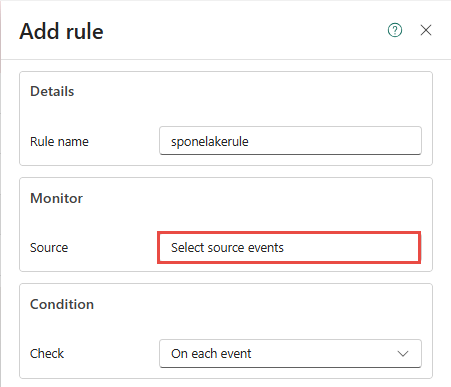 Add rule
Details
Rule name sponelakerule
Monitor
Source Select source events
Condition
Check On each event